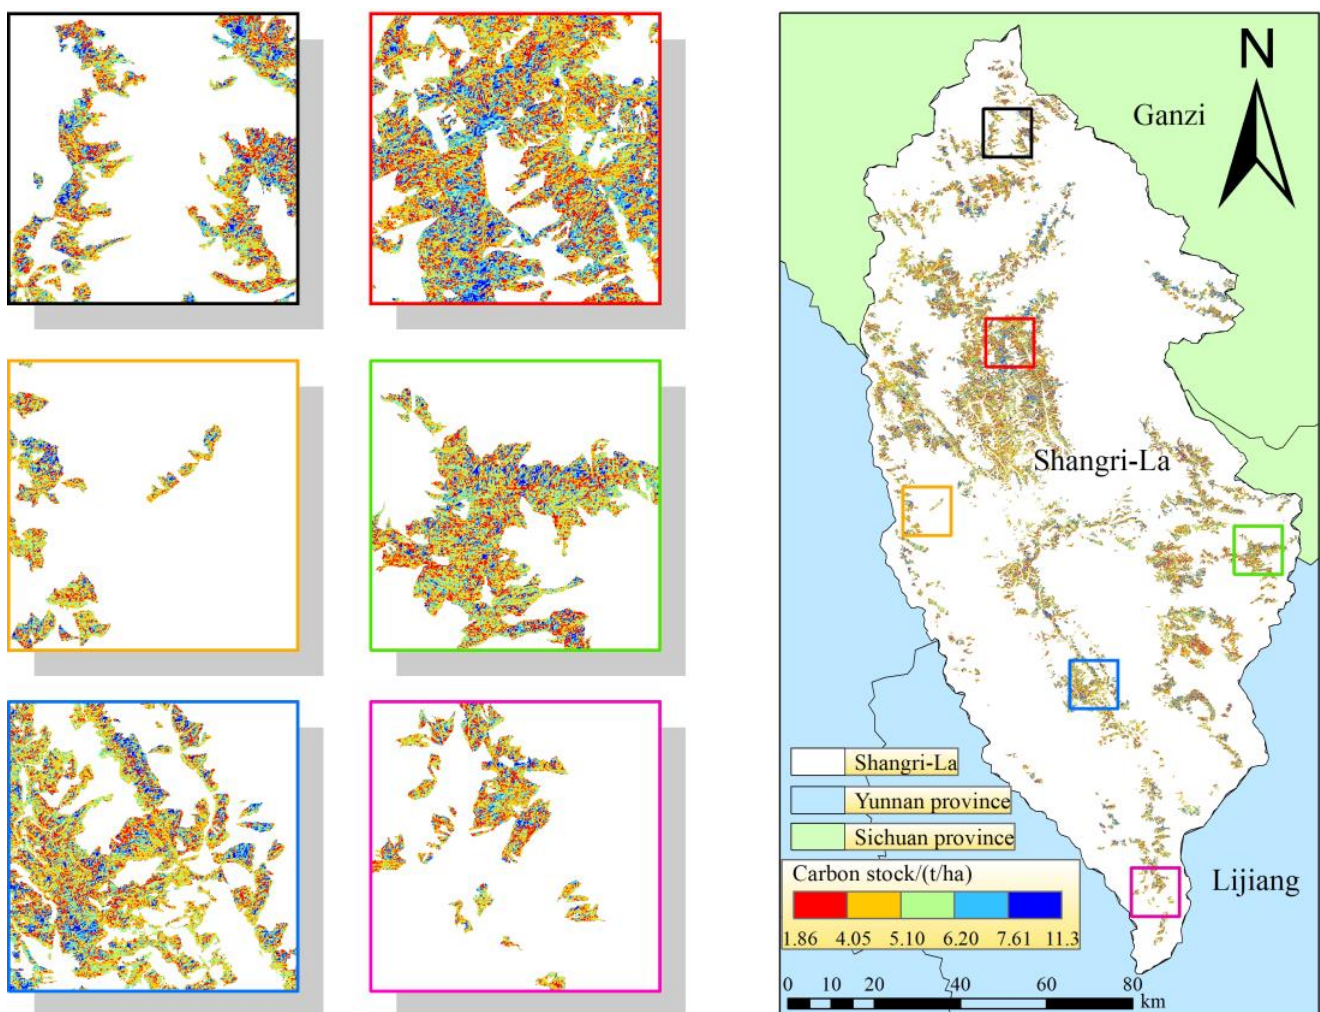 N
Ganzi
Shangri-La
Shangri-La
Yunnan province
Sichuan province
Lijiang
Carbon stock/(t/ha)
1.86 4.05 5.10 6.20 7.61 11.3
0 10 20 40 60 80
km